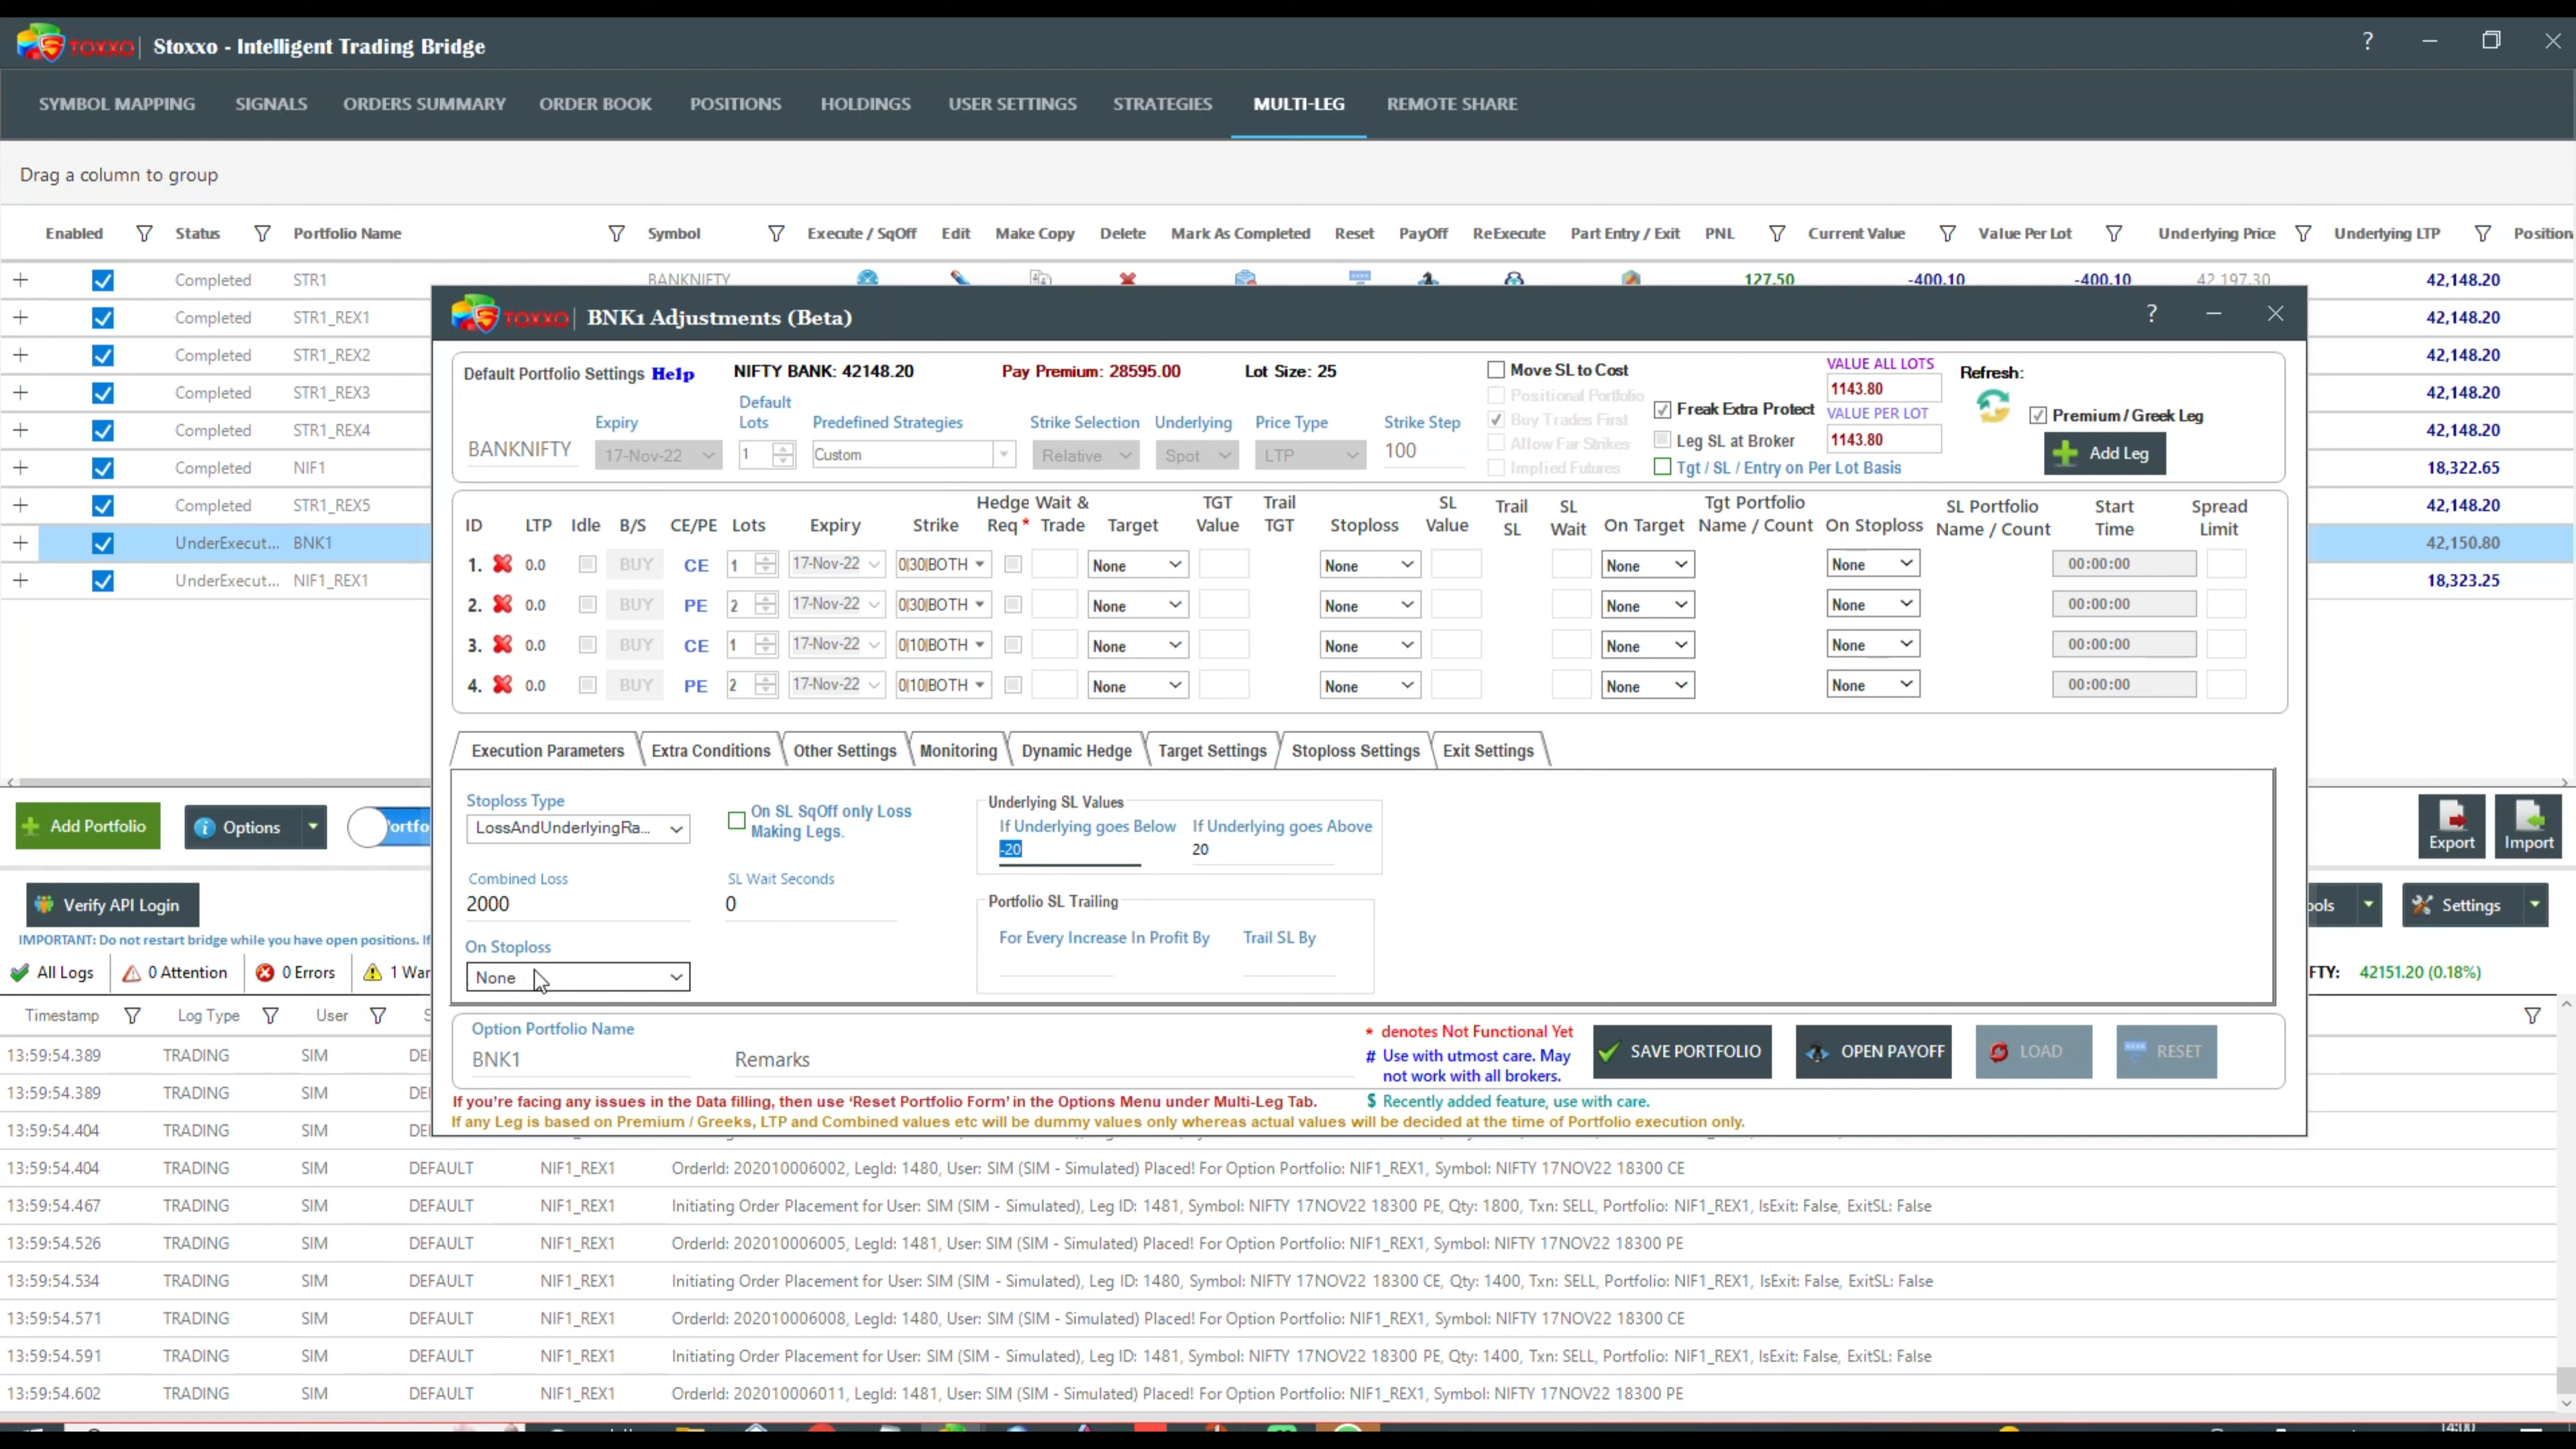 TOXXO | Stoxxo - Intelligent Trading Bridge
SYMBOL MAPPING SIGNALS ORDERS SUMMARY ORDER BOOK POSITIONS HOLDINGS USER SETTINGS STRATEGIES MULTI-LEG REMOTE SHARE
Drag a column to group
Enabled Status Portfolio Name Symbol Execute / SqOff Edit Make Copy Delete Mark As Completed Reset PayOff ReExecute Part Entry / Exit PNL Current Value Value Per Lot Underlying Price Underlying LTP Position
Completed STR1 BANKNIFTY 127.50 -400.10 -400.10 42,197.30 42,148.20
Completed STR1_REX1 42,148.20
Completed STR1_REX2 42,148.20
Completed STR1_REX3 42,148.20
Completed STR1_REX4 42,148.20
Completed NIF1 18,322.65
Completed STR1_REX5 42,148.20
UnderExecut... BNK1 42,150.80
UnderExecut... NIF1_REX1 18,323.25
TOXXO | BNK1 Adjustments (Beta)
Default Portfolio Settings Help NIFTY BANK: 42148.20 Pay Premium: 28595.00 Lot Size: 25
Move SL to Cost
Positional Portfolio
Buy Trades First
Allow Far Strikes
Implied Futures
Freak Extra Protect
Leg SL at Broker
Tgt / SL / Entry on Per Lot Basis
VALUE ALL LOTS
1143.80
VALUE PER LOT
1143.80
Refresh:
Premium / Greek Leg
Add Leg
Expiry Default Lots Predefined Strategies Strike Selection Underlying Price Type Strike Step
BANKNIFTY 17-Nov-22 1 Custom Relative Spot LTP 100
ID LTP Idle B/S CE/PE Lots Expiry Strike Hedge Req * Wait & Trade Target TGT Value Trail TGT Stoploss SL Value Trail SL SL Wait On Target Tgt Portfolio Name / Count On Stoploss SL Portfolio Name / Count Start Time Spread Limit
1. 0.0 BUY CE 1 17-Nov-22 0|30|BOTH None None None None 00:00:00
2. 0.0 BUY PE 2 17-Nov-22 0|30|BOTH None None None None 00:00:00
3. 0.0 BUY CE 1 17-Nov-22 0|10|BOTH None None None None 00:00:00
4. 0.0 BUY PE 2 17-Nov-22 0|10|BOTH None None None None 00:00:00
Execution Parameters Extra Conditions Other Settings Monitoring Dynamic Hedge Target Settings Stoploss Settings Exit Settings
Stoploss Type
LossAndUnderlyingRa...
On SL SqOff only Loss
Making Legs.
Underlying SL Values
If Underlying goes Below If Underlying goes Above
-20 20
Combined Loss SL Wait Seconds
2000 0
Portfolio SL Trailing
For Every Increase In Profit By Trail SL By
On Stoploss
None
Option Portfolio Name
BNK1 Remarks
* denotes Not Functional Yet
# Use with utmost care. May
not work with all brokers.
SAVE PORTFOLIO OPEN PAYOFF LOAD RESET
If you're facing any issues in the Data filling, then use 'Reset Portfolio Form' in the Options Menu under Multi-Leg Tab. $ Recently added feature, use with care.
If any Leg is based on Premium / Greeks, LTP and Combined values etc will be dummy values only whereas actual values will be decided at the time of Portfolio execution only.
Add Portfolio Options ortfo Export Import
Verify API Login ools Settings
IMPORTANT: Do not restart bridge while you have open positions. If
All Logs 0 Attention 0 Errors 1 War FTY: 42151.20 (0.18%)
Timestamp Log Type User S
13:59:54.389 TRADING SIM DEI
13:59:54.389 TRADING SIM DEI
13:59:54.404 TRADING SIM DEI
13:59:54.404 TRADING SIM DEFAULT NIF1_REX1 OrderId: 202010006002, LegId: 1480, User: SIM (SIM - Simulated) Placed! For Option Portfolio: NIF1_REX1, Symbol: NIFTY 17NOV22 18300 CE
13:59:54.467 TRADING SIM DEFAULT NIF1_REX1 Initiating Order Placement for User: SIM (SIM - Simulated), Leg ID: 1481, Symbol: NIFTY 17NOV22 18300 PE, Qty: 1800, Txn: SELL, Portfolio: NIF1_REX1, IsExit: False, ExitSL: False
13:59:54.526 TRADING SIM DEFAULT NIF1_REX1 OrderId: 202010006005, LegId: 1481, User: SIM (SIM - Simulated) Placed! For Option Portfolio: NIF1_REX1, Symbol: NIFTY 17NOV22 18300 PE
13:59:54.534 TRADING SIM DEFAULT NIF1_REX1 Initiating Order Placement for User: SIM (SIM - Simulated), Leg ID: 1480, Symbol: NIFTY 17NOV22 18300 CE, Qty: 1400, Txn: SELL, Portfolio: NIF1_REX1, IsExit: False, ExitSL: False
13:59:54.571 TRADING SIM DEFAULT NIF1_REX1 OrderId: 202010006008, LegId: 1480, User: SIM (SIM - Simulated) Placed! For Option Portfolio: NIF1_REX1, Symbol: NIFTY 17NOV22 18300 CE
13:59:54.591 TRADING SIM DEFAULT NIF1_REX1 Initiating Order Placement for User: SIM (SIM - Simulated), Leg ID: 1481, Symbol: NIFTY 17NOV22 18300 PE, Qty: 1400, Txn: SELL, Portfolio: NIF1_REX1, IsExit: False, ExitSL: False
13:59:54.602 TRADING SIM DEFAULT NIF1_REX1 OrderId: 202010006011, LegId: 1481, User: SIM (SIM - Simulated) Placed! For Option Portfolio: NIF1_REX1, Symbol: NIFTY 17NOV22 18300 PE
14:00